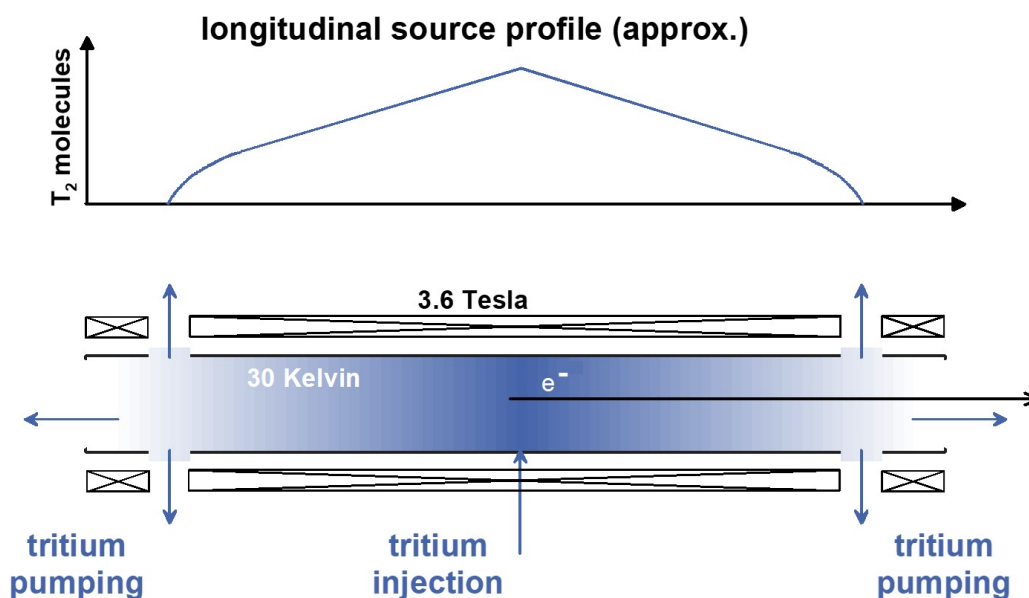 longitudinal source profile (approx.)
T₂ molecules
3.6 Tesla
30 Kelvin
e⁻
tritium
pumping
tritium
injection
tritium
pumping